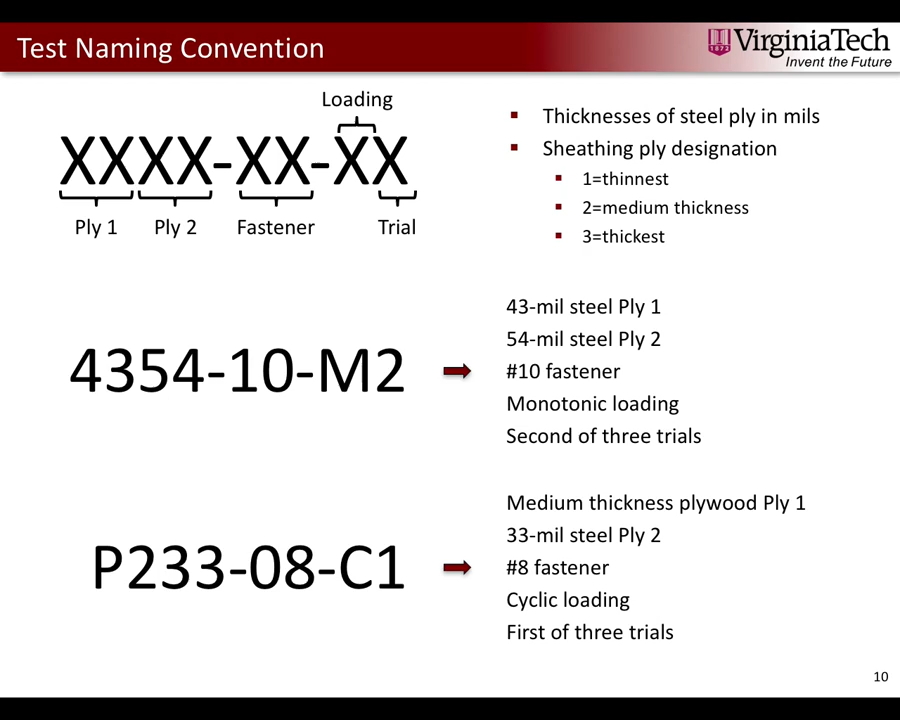 Test Naming Convention
1872
VirginiaTech
Invent the Future
Loading
XXXX-XX-XX
Ply 1 Ply 2 Fastener Trial
Thicknesses of steel ply in mils
Sheathing ply designation
1=thinnest
2=medium thickness
3=thickest
4354-10-M2
43-mil steel Ply 1
54-mil steel Ply 2
#10 fastener
Monotonic loading
Second of three trials
P233-08-C1
Medium thickness plywood Ply 1
33-mil steel Ply 2
#8 fastener
Cyclic loading
First of three trials
10